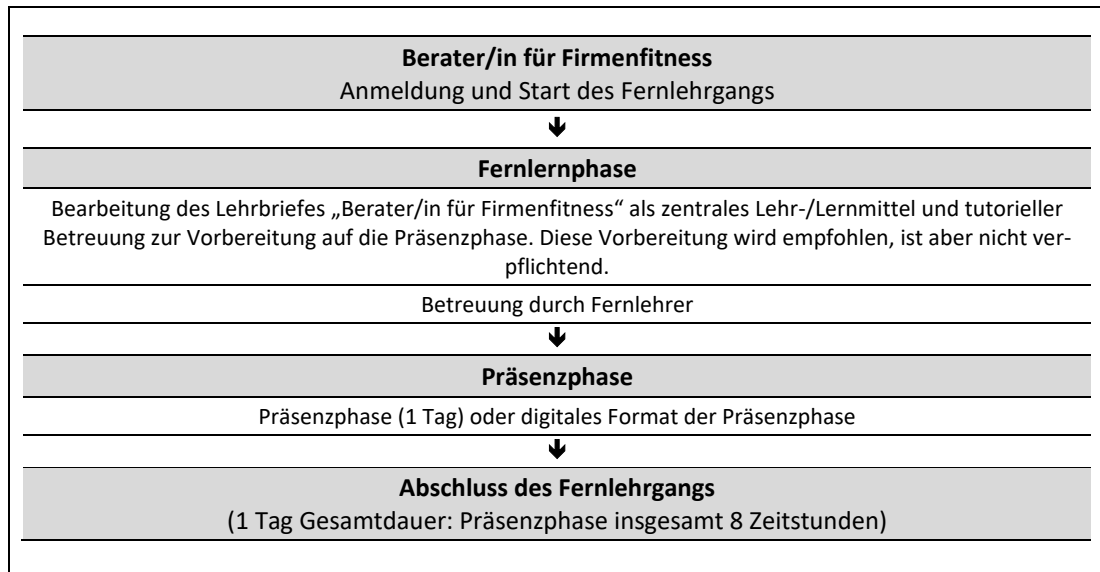 Berater/in für Firmenfitness
Anmeldung und Start des Fernlehrgangs
🡻
Fernlernphase
Bearbeitung des Lehrbriefes „Berater/in für Firmenfitness“ als zentrales Lehr-/Lernmittel und tutorieller
Betreuung zur Vorbereitung auf die Präsenzphase. Diese Vorbereitung wird empfohlen, ist aber nicht ver-
pflichtend.
Betreuung durch Fernlehrer
🡻
Präsenzphase
Präsenzphase (1 Tag) oder digitales Format der Präsenzphase
🡻
Abschluss des Fernlehrgangs
(1 Tag Gesamtdauer: Präsenzphase insgesamt 8 Zeitstunden)